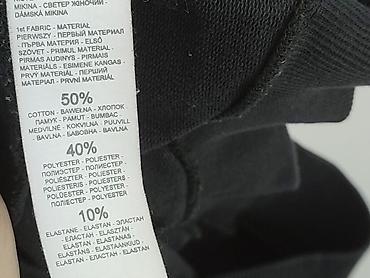 MIKINA - СВЕТЕР ЖІНОЧИЙ -
DÁMSKÁ MIKINA
1st FABRIC - MATERIAŁ
PIERWSZY - ПЕРВЫЙ МАТЕРИАЛ
- ПЪРВА МАТЕРИЯ - ELSŐ
SZÖVET - PRIMUL MATERIAL -
PIRMAS AUDINYS - PIRMAIS
MATERIĀLS - ESIMENE KANGAS -
PRVÝ MATERIÁL - ПЕРШИЙ
МАТЕРІАЛ - PRVNÍ MATERIÁL
50%
COTTON - BAWEŁNA - ХЛОПОК
- ПАМУК - PAMUT - BUMBAC -
MEDVILNĖ - KOKVILNA - PUUVILL
- BAVLNA - БАВОВНА - BAVLNA
40%
POLYESTER - POLIESTER -
ПОЛИЭСТЕР - ПОЛИЕСТЕР -
POLIÉSZTER - POLIESTER -
POLIESTERIS - POLIESTERS -
POLÜESTER - POLYESTER -
ПОЛІЕСТЕР - POLYESTER
10%
ELASTANE - ELASTAN - ЭЛАСТАН
- ЕЛАСТАН - ELASZTÁN -
ELASTAN - ELASTANAS -
ELASTĀNS - ELASTAANKIUD -
ELASTAN - ЕЛАСТАН - ELASTAN